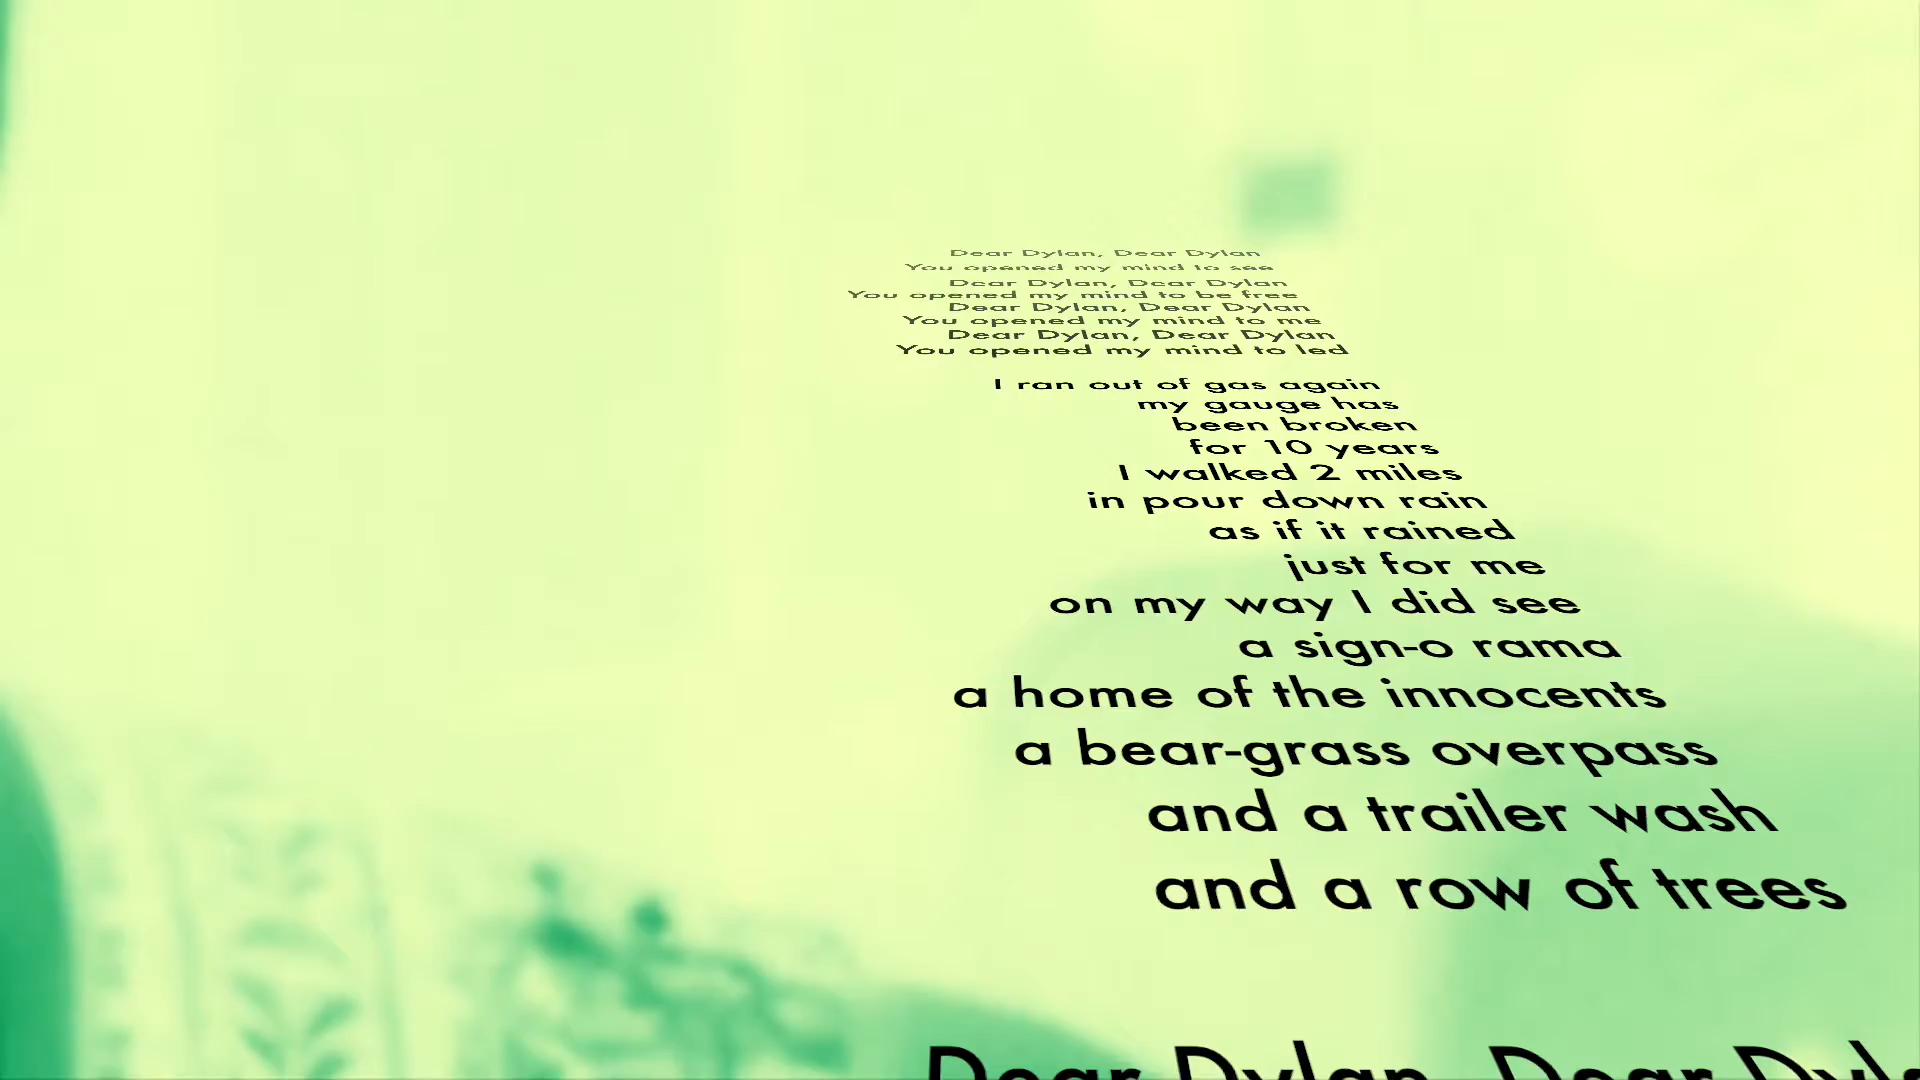 Dear Dylan, Dear Dylan
You opened my mind to see
Dear Dylan, Dear Dylan
You opened my mind to be free
Dear Dylan, Dear Dylan
You opened my mind to me
Dear Dylan, Dear Dylan
You opened my mind to led
I ran out of gas again
my gauge has
been broken
for 10 years
I walked 2 miles
in pour down rain
as if it rained
just for me
on my way I did see
a sign-o rama
a home of the innocents
a bear-grass overpass
and a trailer wash
and a row of trees
Dear Dylan, Dear Dyla